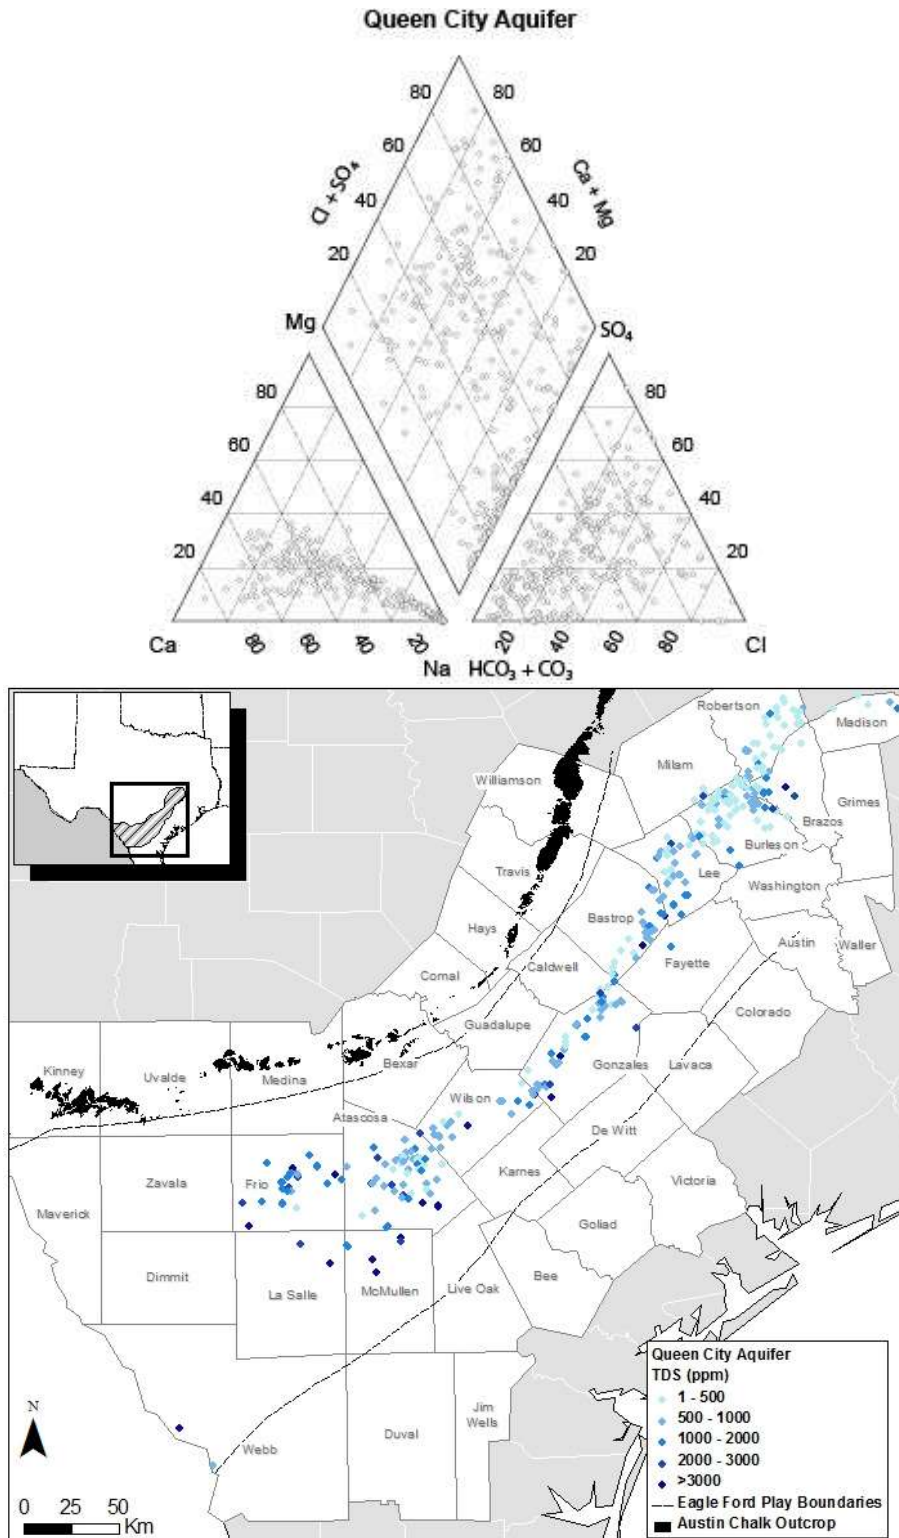 Queen City Aquifer
80 80
60 60
Cl + SO₄ Ca + Mg
40 40
20 20
Mg SO₄
80 80
60 60
40 40
20 20
Ca 80 60 40 20 20 40 60 80 Cl
Na HCO₃ + CO₃
Robertson
Madison
Milam
Williamson
Grimes
Brazos
Burleson
Travis
Lee
Washington
Bastrop
Hays
Austin
Waller
Caldwell
Fayette
Comal
Colorado
Guadalupe
Bexar
Kinney
Uvalde
Medina
Gonzales
Lavaca
Wilson
Atascosa
De Witt
Karnes
Zavala
Frio
Victoria
Maverick
Goliad
Dimmit
Bee
La Salle
McMullen
Live Oak
Jim
Wells
Webb
Duval
N
0 25 50
Km
Queen City Aquifer
TDS (ppm)
1 - 500
500 - 1000
1000 - 2000
2000 - 3000
>3000
Eagle Ford Play Boundaries
Austin Chalk Outcrop